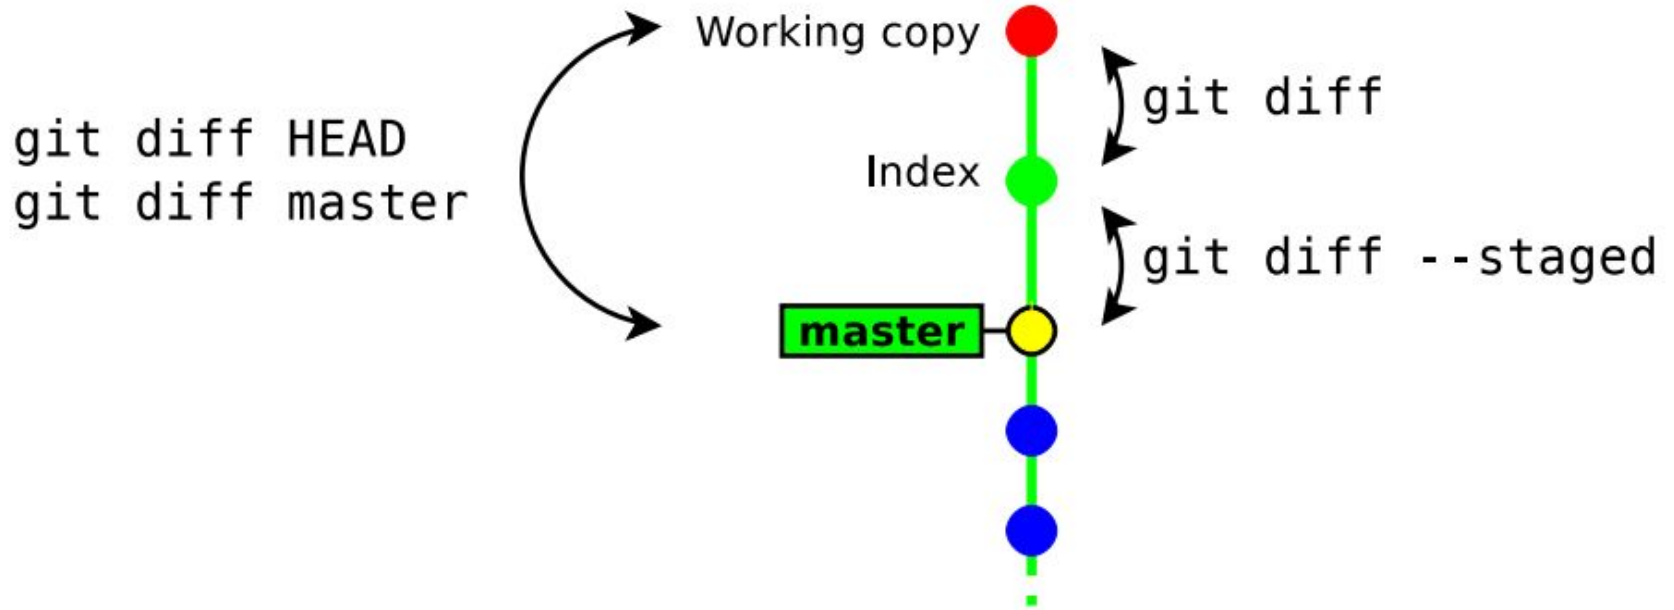 Working copy
git diff
git diff HEAD
git diff master
Index
git diff --staged
master